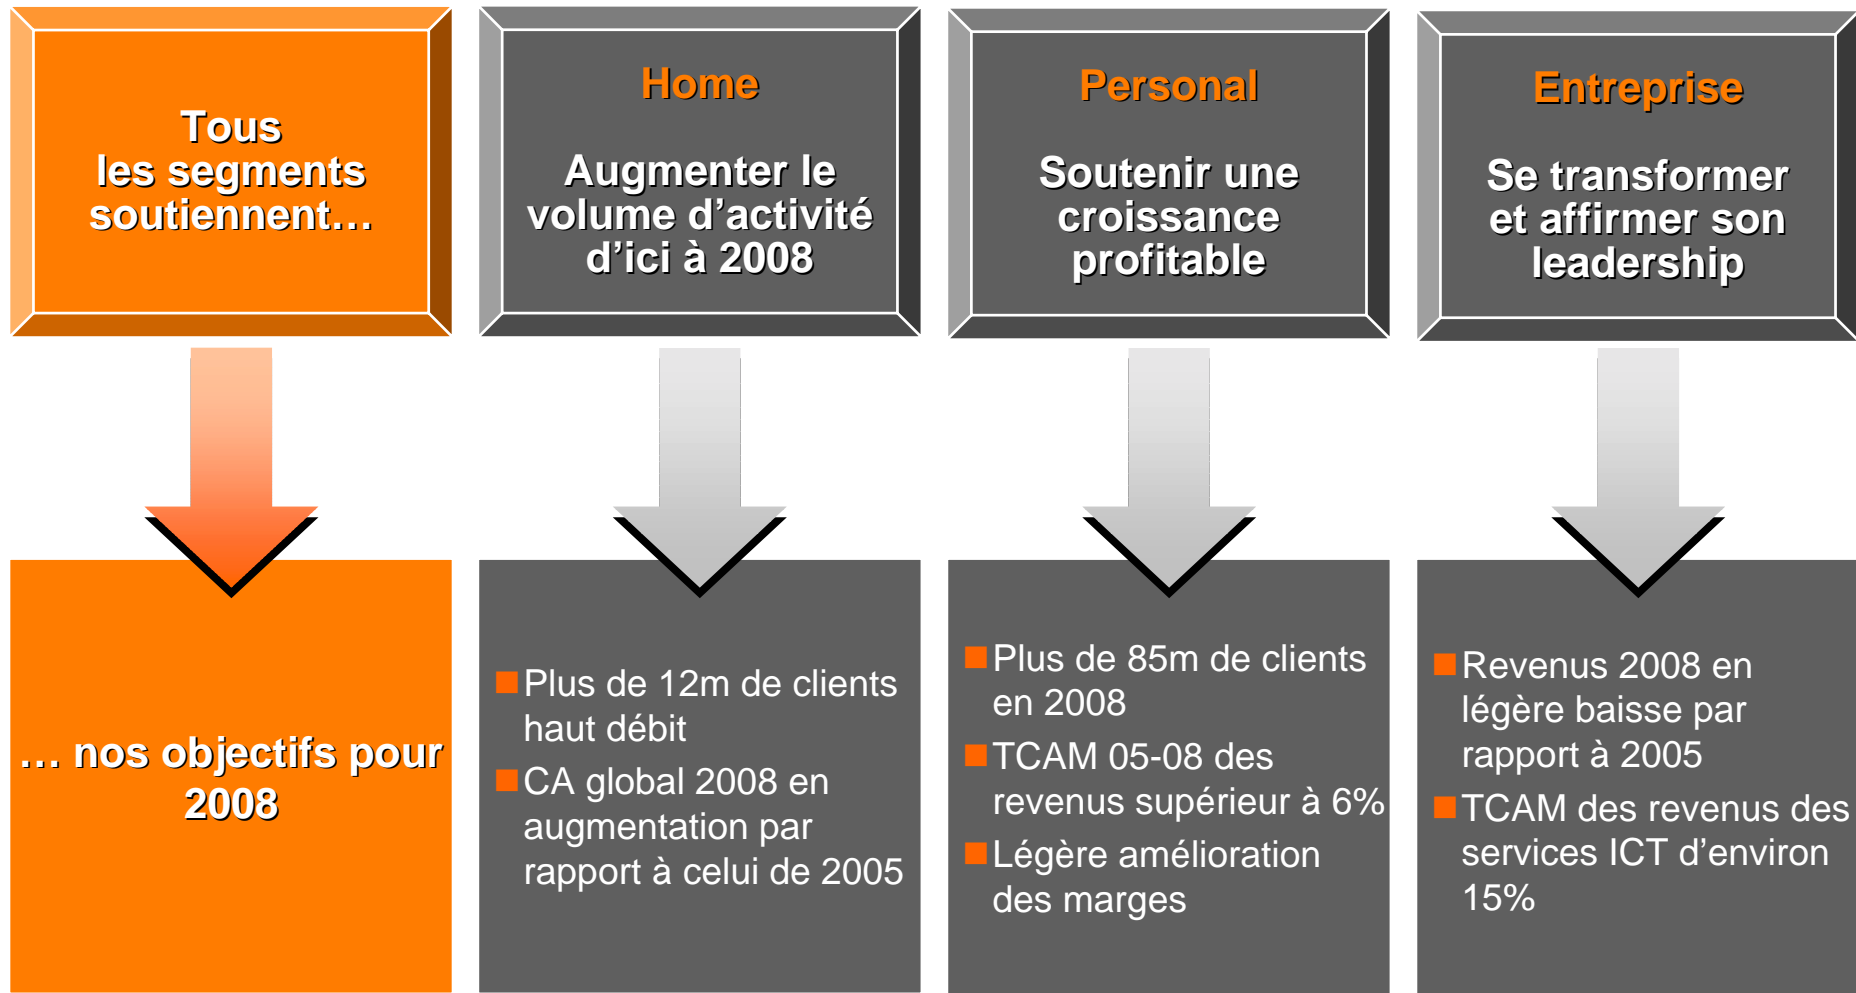 Tous
les segments
soutiennent…
… nos objectifs pour
2008
Home
Augmenter le
volume d’activité
d’ici à 2008
Plus de 12m de clients
haut débit
CA global 2008 en
augmentation par
rapport à celui de 2005
Personal
Soutenir une
croissance
profitable
Plus de 85m de clients
en 2008
TCAM 05-08 des
revenus supérieur à 6%
Légère amélioration
des marges
Entreprise
Se transformer
et affirmer son
leadership
Revenus 2008 en
légère baisse par
rapport à 2005
TCAM des revenus des
services ICT d’environ
15%